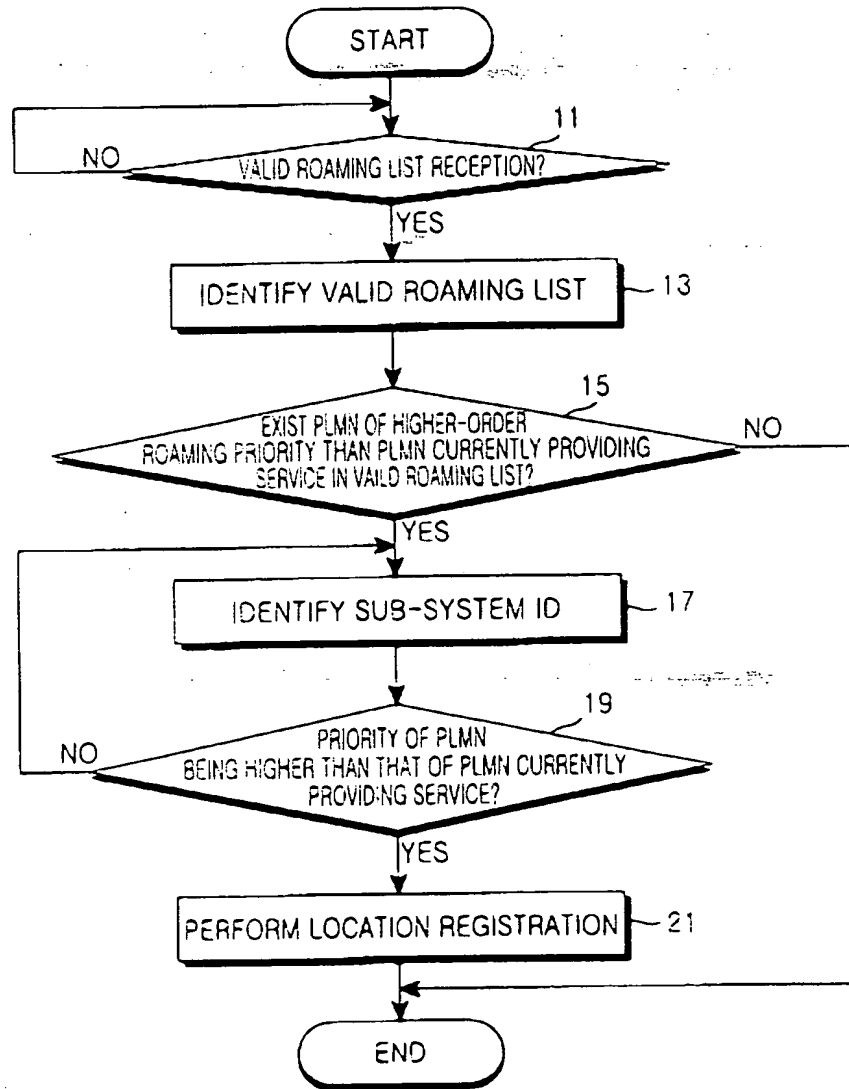 START
11
NO
VALID ROAMING LIST RECEPTION?
YES
IDENTIFY VALID ROAMING LIST
13
15
EXIST PLMN OF HIGHER-ORDER
ROAMING PRIORITY THAN PLMN CURRENTLY PROVIDING
SERVICE IN VAILD ROAMING LIST?
NO
YES
IDENTIFY SUB-SYSTEM ID
17
19
NO
PRIORITY OF PLMN
BEING HIGHER THAN THAT OF PLMN CURRENTLY
PROVIDING SERVICE?
YES
PERFORM LOCATION REGISTRATION
21
END